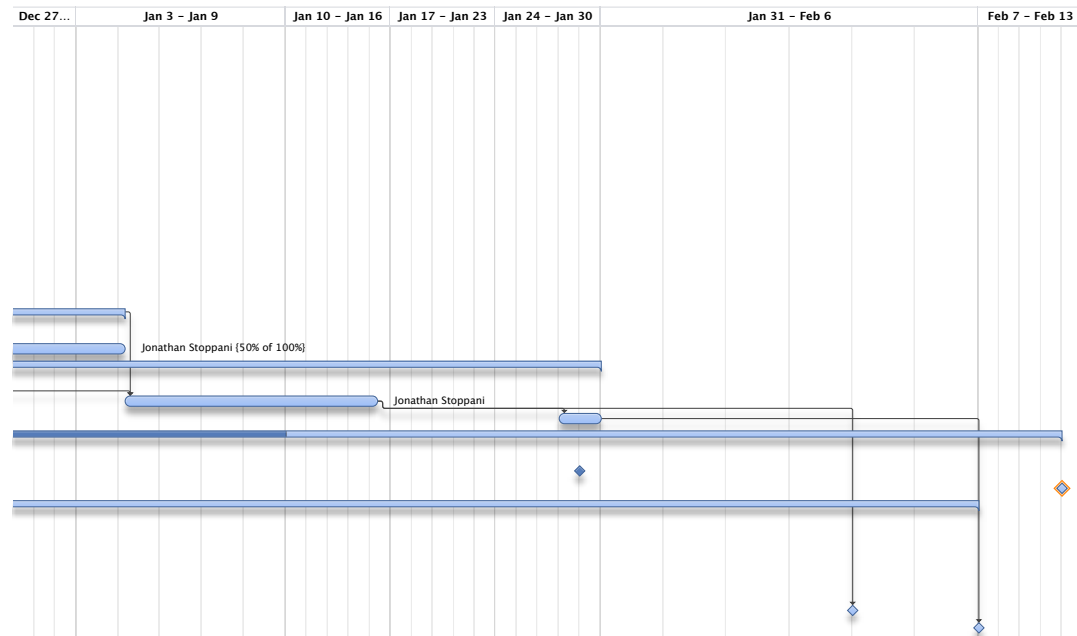 Dec 27... Jan 3 – Jan 9 Jan 10 – Jan 16 Jan 17 – Jan 23 Jan 24 – Jan 30 Jan 31 – Feb 6 Feb 7 – Feb 13
Jonathan Stoppani {50% of 100%}
Jonathan Stoppani